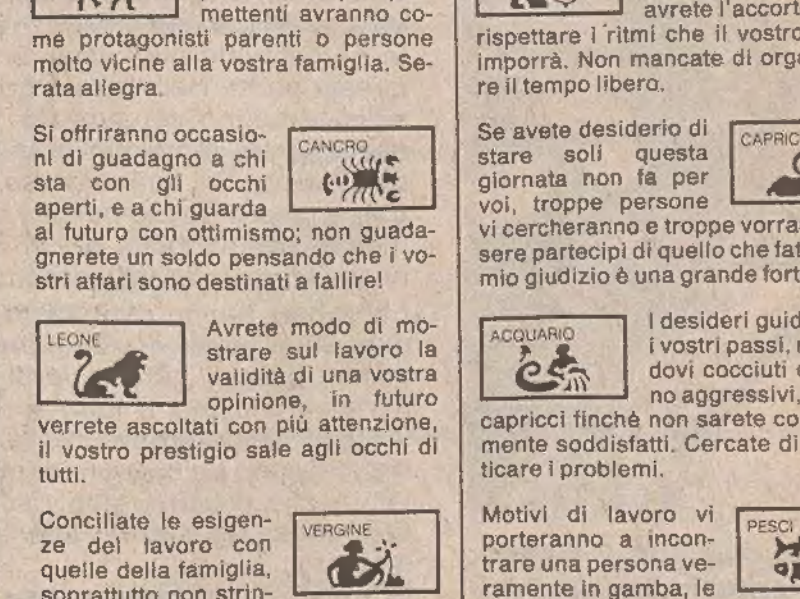 mettenti avranno co-
me protagonisti parenti o persone
molto vicine alla vostra famiglia. Se-
rata allegra.
Si offriranno occasio-
ni di guadagno a chi
sta con gli occhi
aperti, e a chi guarda
al futuro con ottimismo; non guada-
gnerete un soldo pensando che i vo-
stri affari sono destinati a fallire!
CANCRO
LEONE
Avrete modo di mo-
strare sul lavoro la
validità di una vostra
opinione, in futuro
verrete ascoltati con più attenzione,
il vostro prestigio sale agli occhi di
tutti.
Conciliate le esigen-
ze del lavoro con
quelle della famiglia,
soprattutto non strin-
VERGINE
avrete l'accort
rispettare i ritmi che il vostro
imporrà. Non mancate di orga
re il tempo libero.
Se avete desiderio di
stare soli questa
giornata non fa per
voi, troppe persone
vi cercheranno e troppe vorra
sere partecipi di quello che fat
mio giudizio è una grande fort
CAPRIC
ACQUARIO
I desideri guid
i vostri passi,
dovi cocciuti
no aggressivi,
capricci finchè non sarete co
mente soddisfatti. Cercate di
ticare i problemi.
Motivi di lavoro vi
porteranno a incon-
trare una persona ve-
ramente in gamba, le
PESCI